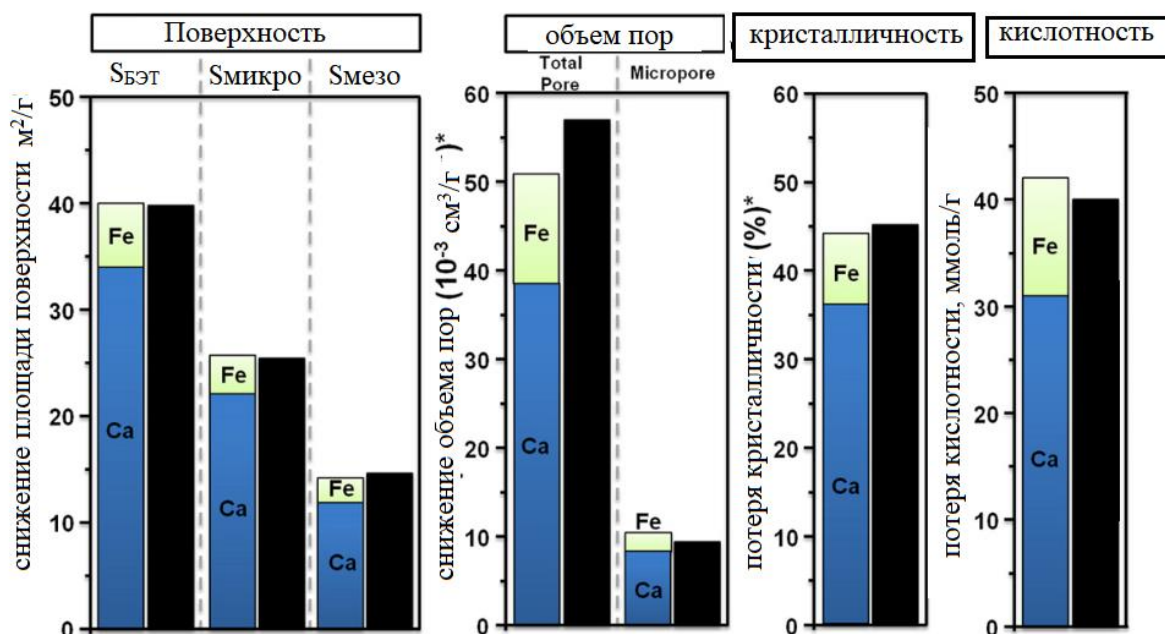 Поверхность
объем пор
кристалличность
кислотность
SБЭТ
Sмикро
Sмезо
Total
Pore
Micropore
снижение площади поверхности м²/г
50
40
30
20
10
0
Fe
Ca
Fe
Ca
Fe
Ca
снижение объема пор (10⁻³ см³/г )*
60
50
40
30
20
10
0
Fe
Ca
Fe
Ca
потеря кристалличности (%)*
60
50
40
30
20
10
0
Fe
Ca
потеря кислотности, ммоль/г
50
40
30
20
10
0
Fe
Ca